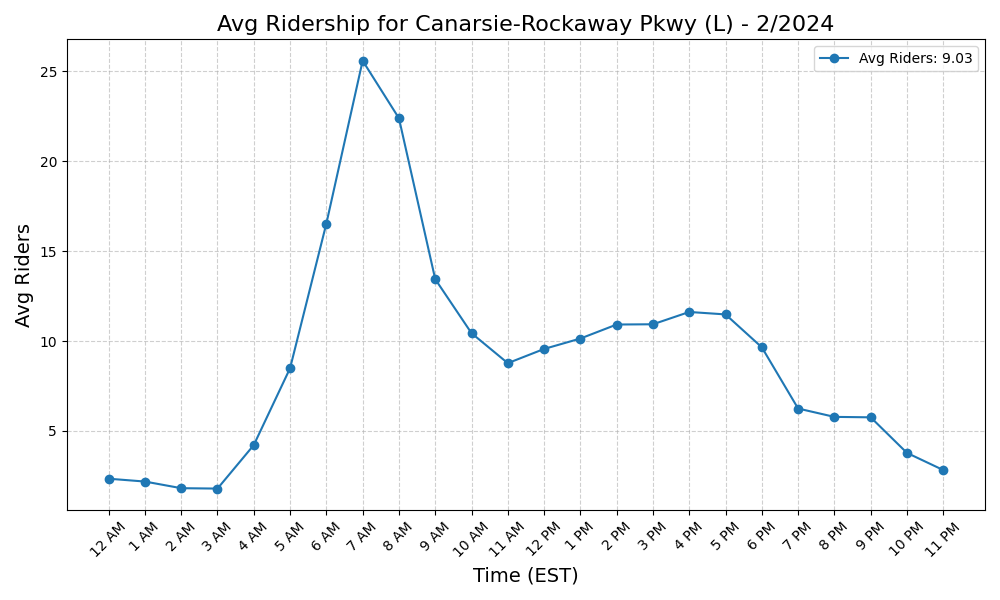 Avg Ridership for Canarsie-Rockaway Pkwy (L) - 2/2024
Avg Riders: 9.03
Avg Riders
25
20
15
10
5
12 AM
1 AM
2 AM
3 AM
4 AM
5 AM
6 AM
7 AM
8 AM
9 AM
10 AM
11 AM
12 PM
1 PM
2 PM
3 PM
4 PM
5 PM
6 PM
7 PM
8 PM
9 PM
10 PM
11 PM
Time (EST)